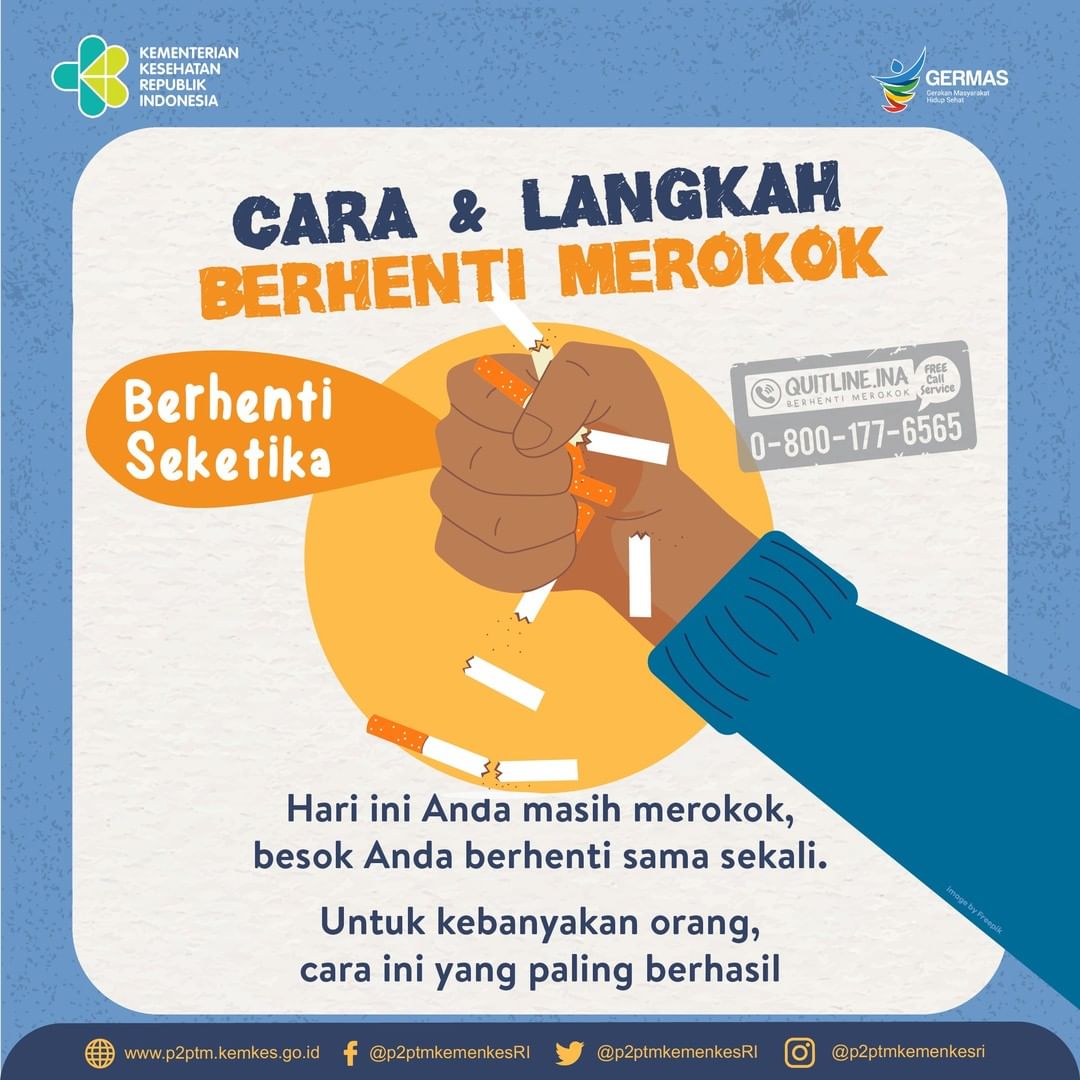 KEMENTERIAN
KESEHATAN
REPUBLIK
INDONESIA
GERMAS
Gerakan Masyarakat
Hidup Sehat
CARA & LANGKAH
BERHENTI MEROKOK
Berhenti
Seketika
QUITLINE.INA
BERHENTI MEROKOK
FREE
Call
Service
0-800-177-6565
Hari ini Anda masih merokok,
besok Anda berhenti sama sekali.
Untuk kebanyakan orang,
cara ini yang paling berhasil
image by Freepik
www.p2ptm.kemkes.go.id
@p2ptmkemenkesRI
@p2ptmkemenkesRI
@p2ptmkemenkesri